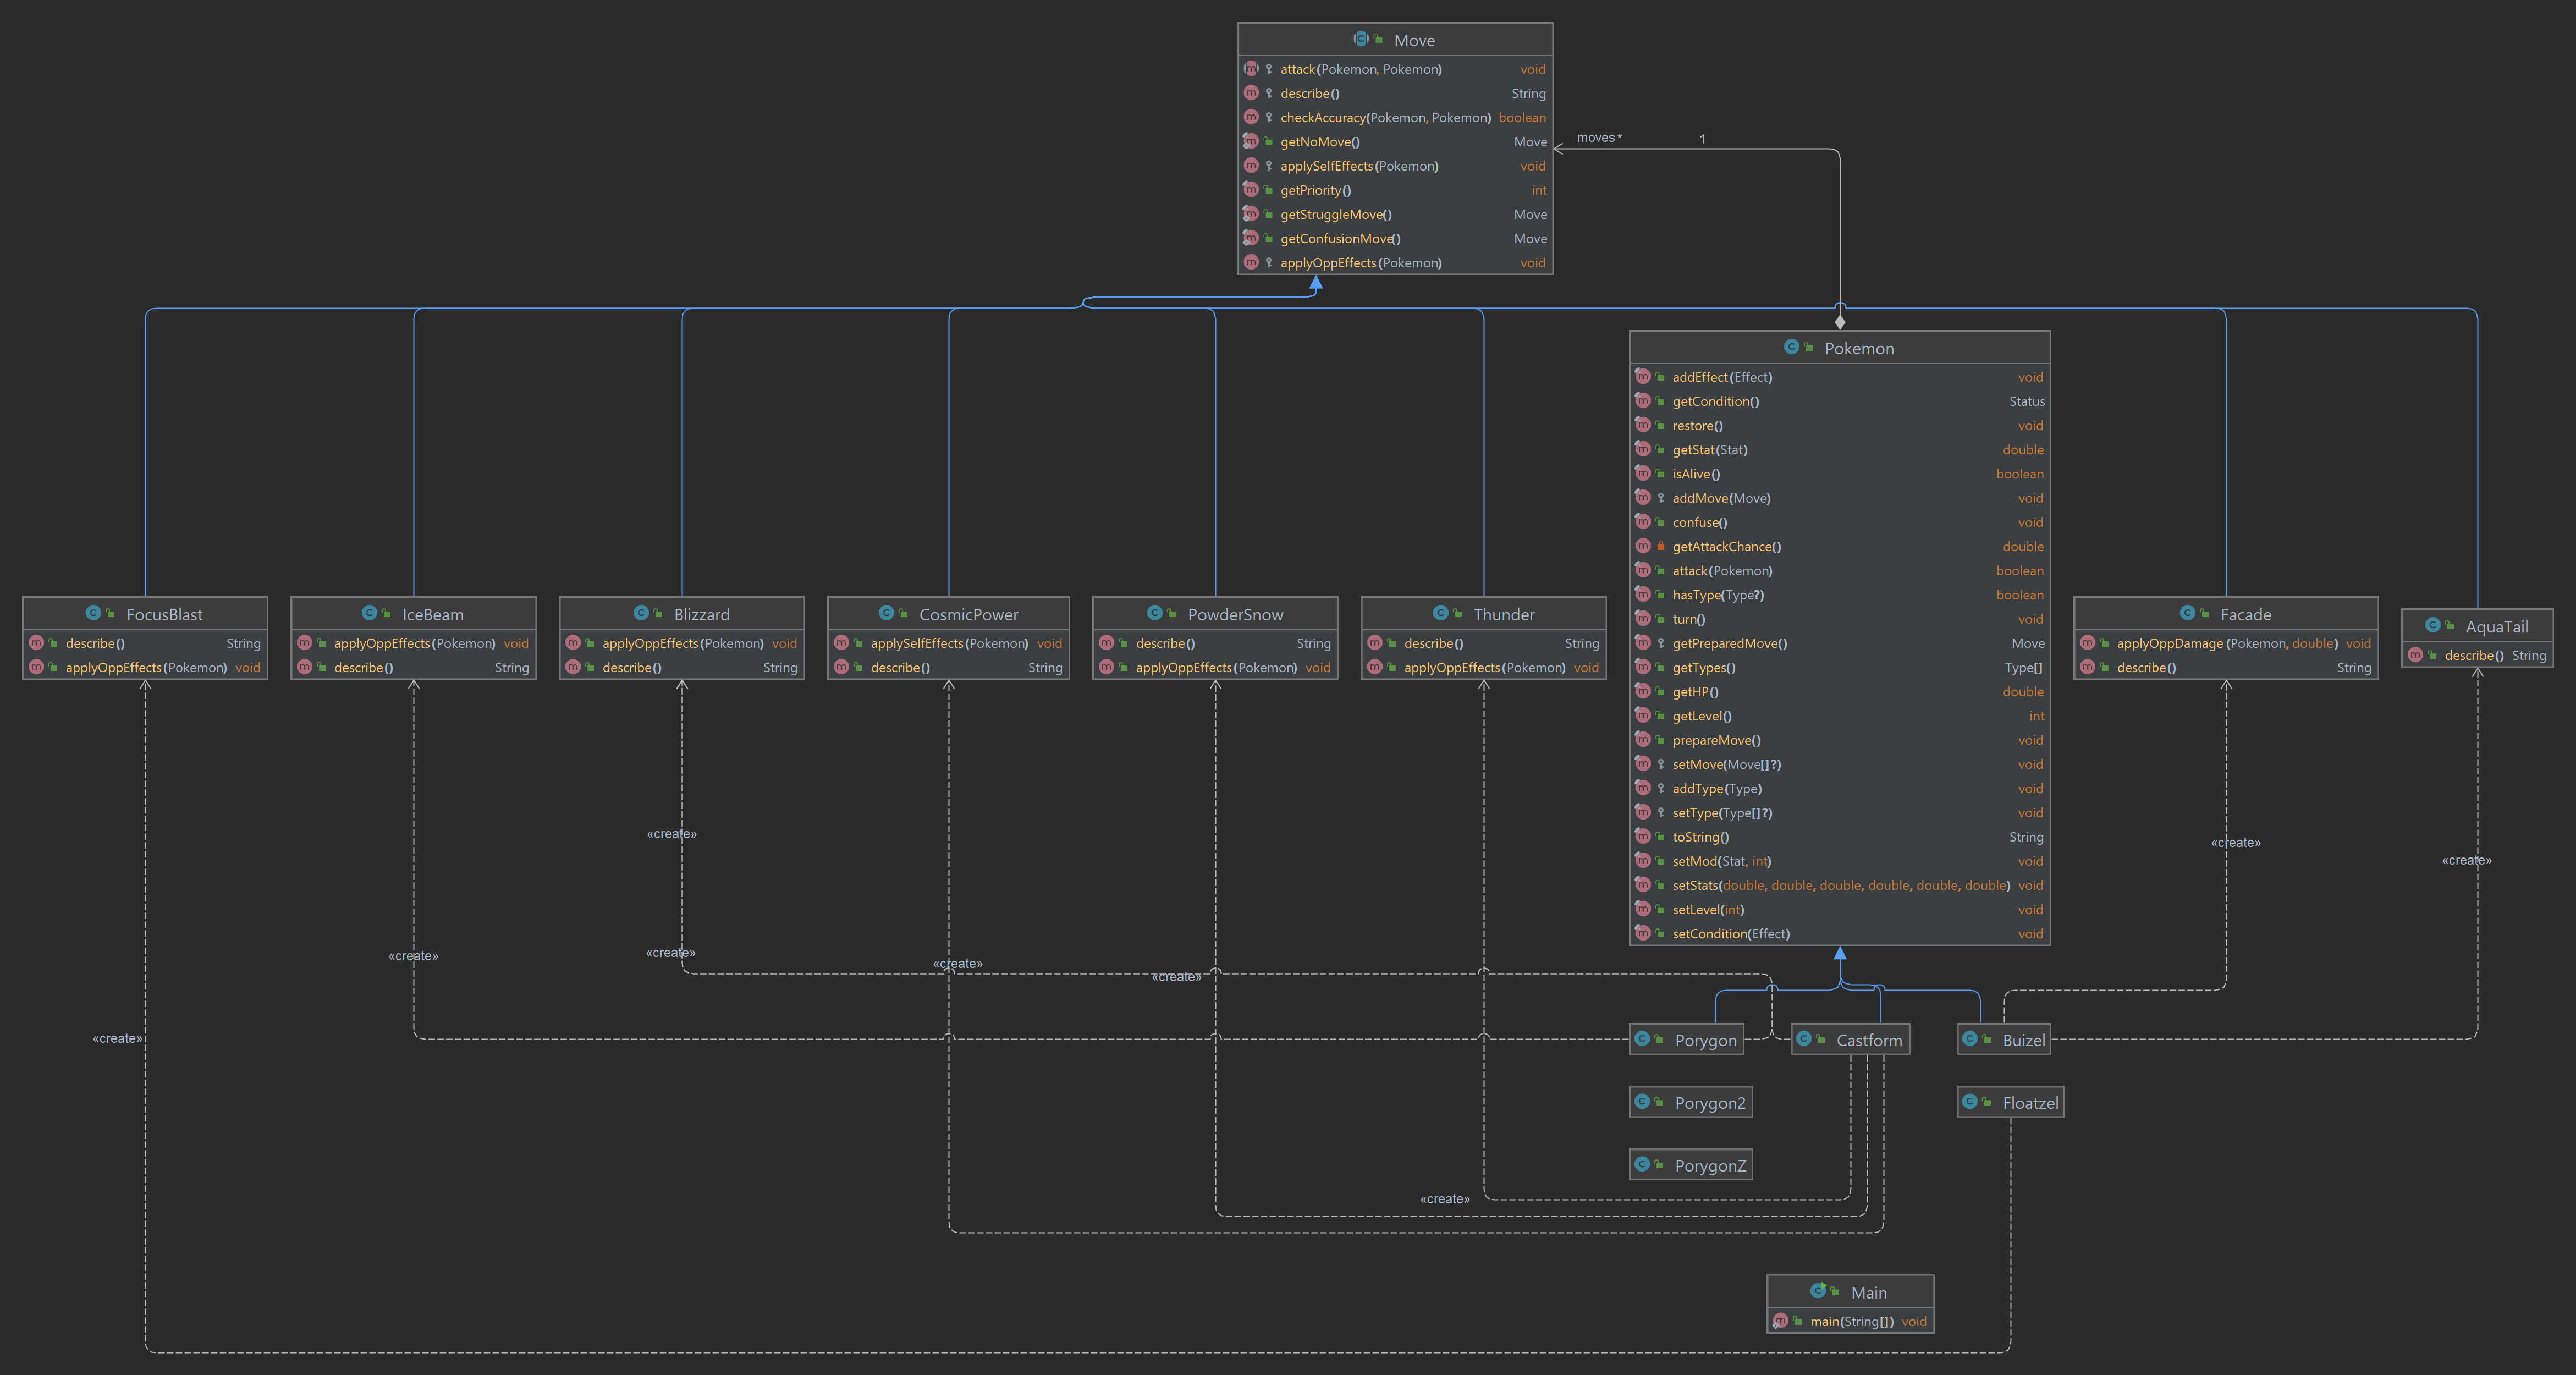 Move
attack(Pokemon, Pokemon) void
describe() String
checkAccuracy(Pokemon, Pokemon) boolean
getNoMove() Move
applySelfEffects(Pokemon) void
getPriority() int
getStruggleMove() Move
getConfusionMove() Move
applyOppEffects(Pokemon) void
moves* 1
Pokemon
addEffect(Effect) void
getCondition() Status
restore() void
getStat(Stat) double
isAlive() boolean
addMove(Move) void
confuse() void
getAttackChance() double
attack(Pokemon) boolean
hasType(Type?) boolean
turn() void
getPreparedMove() Move
getTypes() Type[]
getHP() double
getLevel() int
prepareMove() void
setMove(Move[]?) void
addType(Type) void
setType(Type[]?) void
toString() String
setMod(Stat, int) void
setStats(double, double, double, double, double, double) void
setLevel(int) void
setCondition(Effect) void
FocusBlast
describe() String
applyOppEffects(Pokemon) void
IceBeam
applyOppEffects(Pokemon) void
describe() String
Blizzard
applyOppEffects(Pokemon) void
describe() String
CosmicPower
applySelfEffects(Pokemon) void
describe() String
PowderSnow
describe() String
applyOppEffects(Pokemon) void
Thunder
describe() String
applyOppEffects(Pokemon) void
Facade
applyOppDamage(Pokemon, double) void
describe() String
AquaTail
describe() String
«create»
«create»
«create»
«create»
«create»
«create»
«create»
«create»
«create»
«create»
Porygon
Castform
Buizel
Porygon2
Floatzel
PorygonZ
Main
main(String[]) void